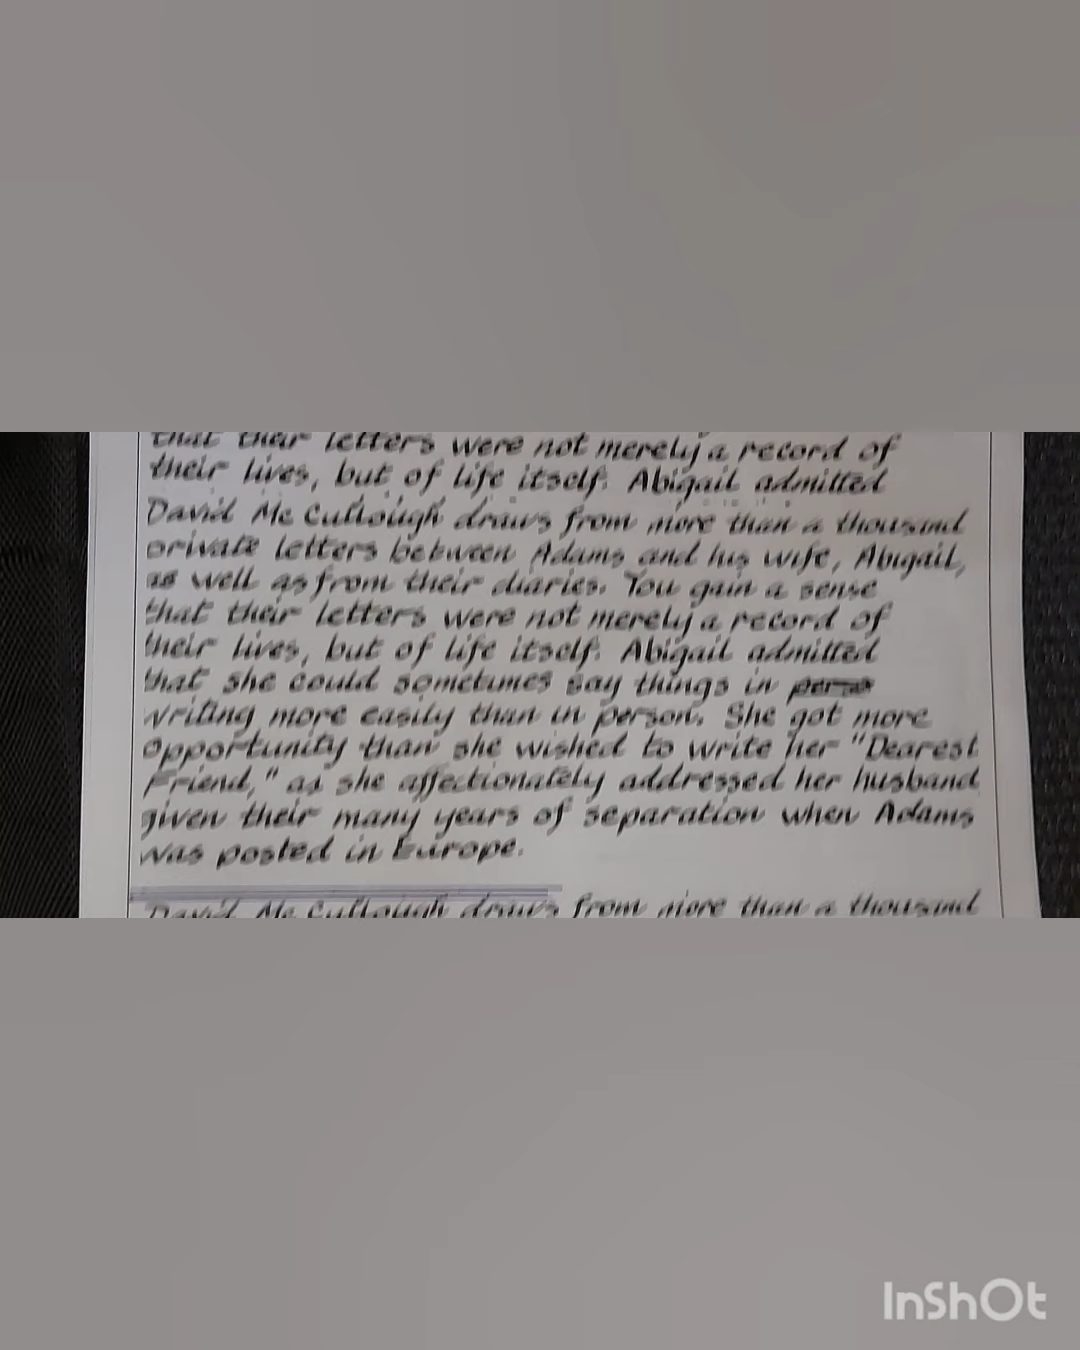 that their letters were not merely a record of
their lives, but of life itself. Abigail admitted
David McCullough draws from more than a thousand
private letters between Adams and his wife, Abigail,
as well as from their diaries. You gain a sense
that their letters were not merely a record of
their lives, but of life itself. Abigail admitted
that she could sometimes say things in
writing more easily than in person. She got more
opportunity than she wished to write her "Dearest
Friend," as she affectionately addressed her husband
given their many years of separation when Adams
was posted in Europe.
David McCullough draws from more than a thousand
InShOt